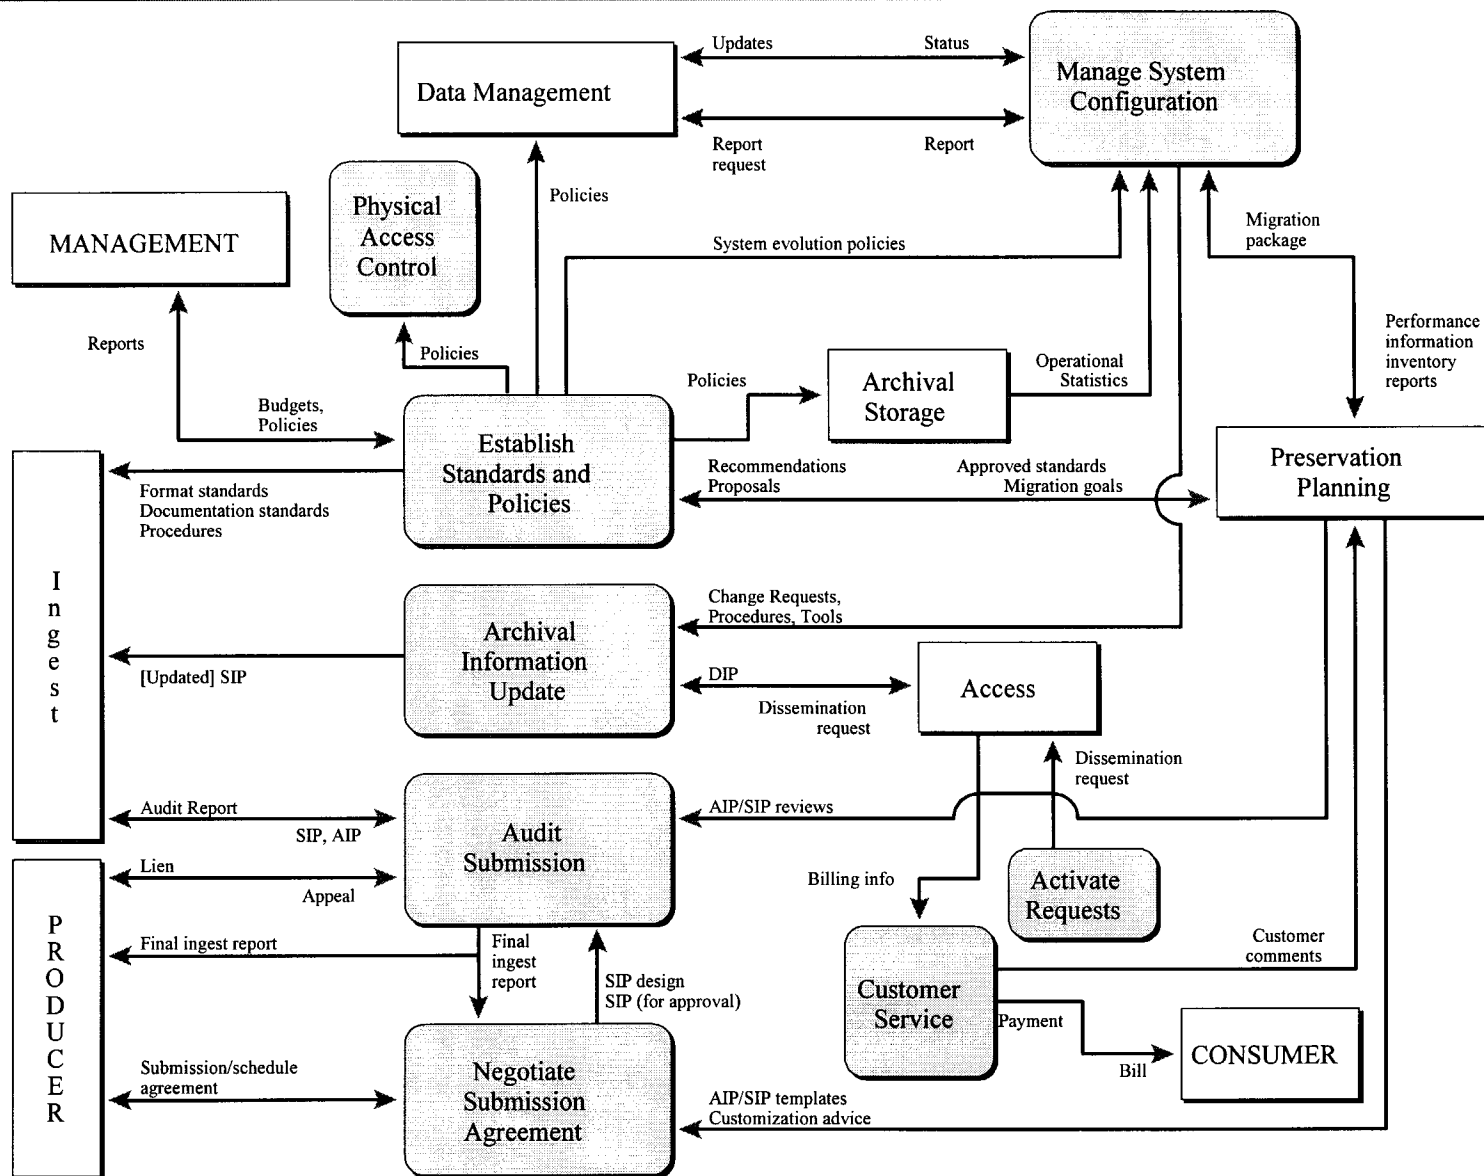 Updates
Status
Data Management
Manage System
Configuration
Report
request
Report
Physical
Access
Control
Policies
MANAGEMENT
System evolution policies
Migration
package
Reports
Policies
Performance
information
inventory
reports
Policies
Archival
Storage
Operational
Statistics
Budgets,
Policies
Establish
Standards and
Policies
Recommendations
Proposals
Approved standards
Migration goals
Preservation
Planning
Format standards
Documentation standards
Procedures
Ingest
Archival
Information
Update
Change Requests,
Procedures, Tools
[Updated] SIP
DIP
Dissemination
request
Access
Dissemination
request
Audit Report
SIP, AIP
Audit
Submission
AIP/SIP reviews
Lien
Appeal
Billing info
Activate
Requests
PRODUCER
Final ingest report
Final
ingest
report
SIP design
SIP (for approval)
Customer
comments
Customer
Service
Payment
Bill
CONSUMER
Submission/schedule
agreement
Negotiate
Submission
Agreement
AIP/SIP templates
Customization advice